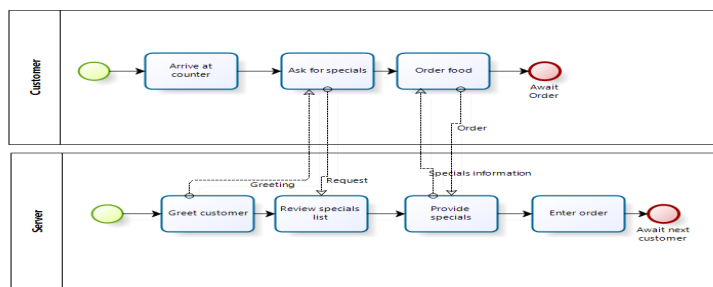 Customer
Arrive at
counter
Ask for specials
Order food
Await
Order
Order
Specials information
Greeting
Request
Server
Greet customer
Review specials
list
Provide
specials
Enter order
Await next
customer